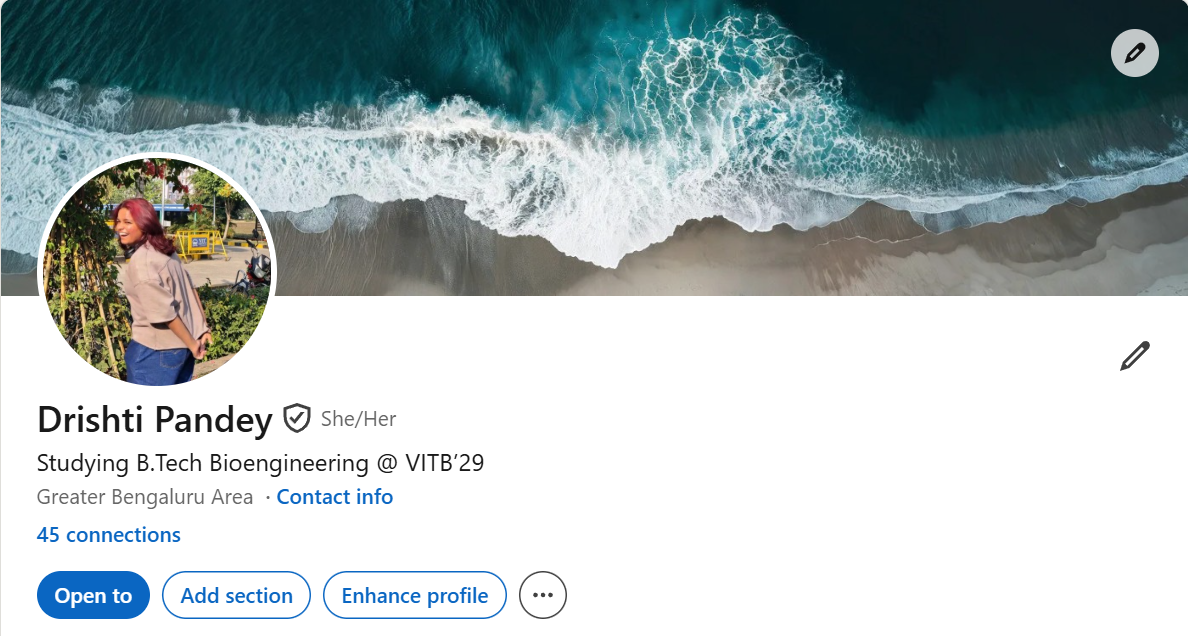 Drishti Pandey She/Her
Studying B.Tech Bioengineering @ VITB’29
Greater Bengaluru Area · Contact info
45 connections
Open to
Add section
Enhance profile